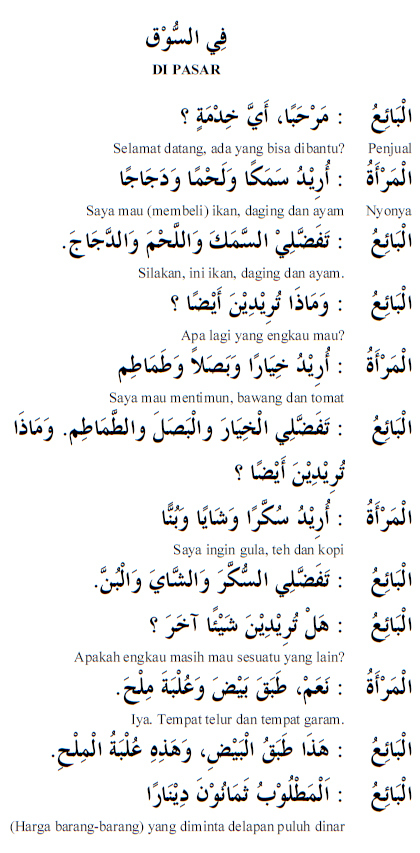 فِي السُّوْق
DI PASAR
الْبَائِعُ : مَرْحَبًا، أَيَّ خِدْمَةٍ ؟
Selamat datang, ada yang bisa dibantu? Penjual
الْمَرْأَةُ : أُرِيْدُ سَمَكًا وَلَحْمًا وَدَجَاجًا
Saya mau (membeli) ikan, daging dan ayam Nyonya
الْبَائِعُ : تَفَضَّلِيْ السَّمَكَ وَاللَّحْمَ وَالدَّجَاجَ.
Silakan, ini ikan, daging dan ayam.
الْبَائِعُ : وَمَاذَا تُرِيْدِيْنَ أَيْضًا ؟
Apa lagi yang engkau mau?
الْمَرْأَةُ : أُرِيْدُ خِيَارًا وَبَصَلاً وَطَمَاطِم
Saya mau mentimun, bawang dan tomat
الْبَائِعُ : تَفَضَّلِي الْخِيَارَ والْبَصَلَ والطَّمَاطِم. وَمَاذَا
تُرِيْدِيْنَ أَيْضًا ؟
الْمَرْأَةُ : أُرِيْدُ سُكَّرًا وَشَايًا وَبُنًّا
Saya ingin gula, teh dan kopi
الْبَائِعُ : تَفَضَّلِي السُّكَّرَ وَالشَّايَ وَالْبُنَّ.
الْبَائِعُ : هَلْ تُرِيْدِيْنَ شَيْئًا آخَرَ ؟
Apakah engkau masih mau sesuatu yang lain?
الْمَرْأَةُ : نَعَمْ، طَبَقَ بَيْضَ وَعُلْبَةَ مِلْحَ.
Iya. Tempat telur dan tempat garam.
الْبَائِعُ : هَذَا طَبَقُ الْبَيْضِ، وَهَذِهِ عُلْبَةُ الْمِلْحِ.
الْبَائِعُ : اَلْمَطْلُوْبُ ثَمَانُوْنَ دِيْنَارًا
(Harga barang-barang) yang diminta delapan puluh dinar